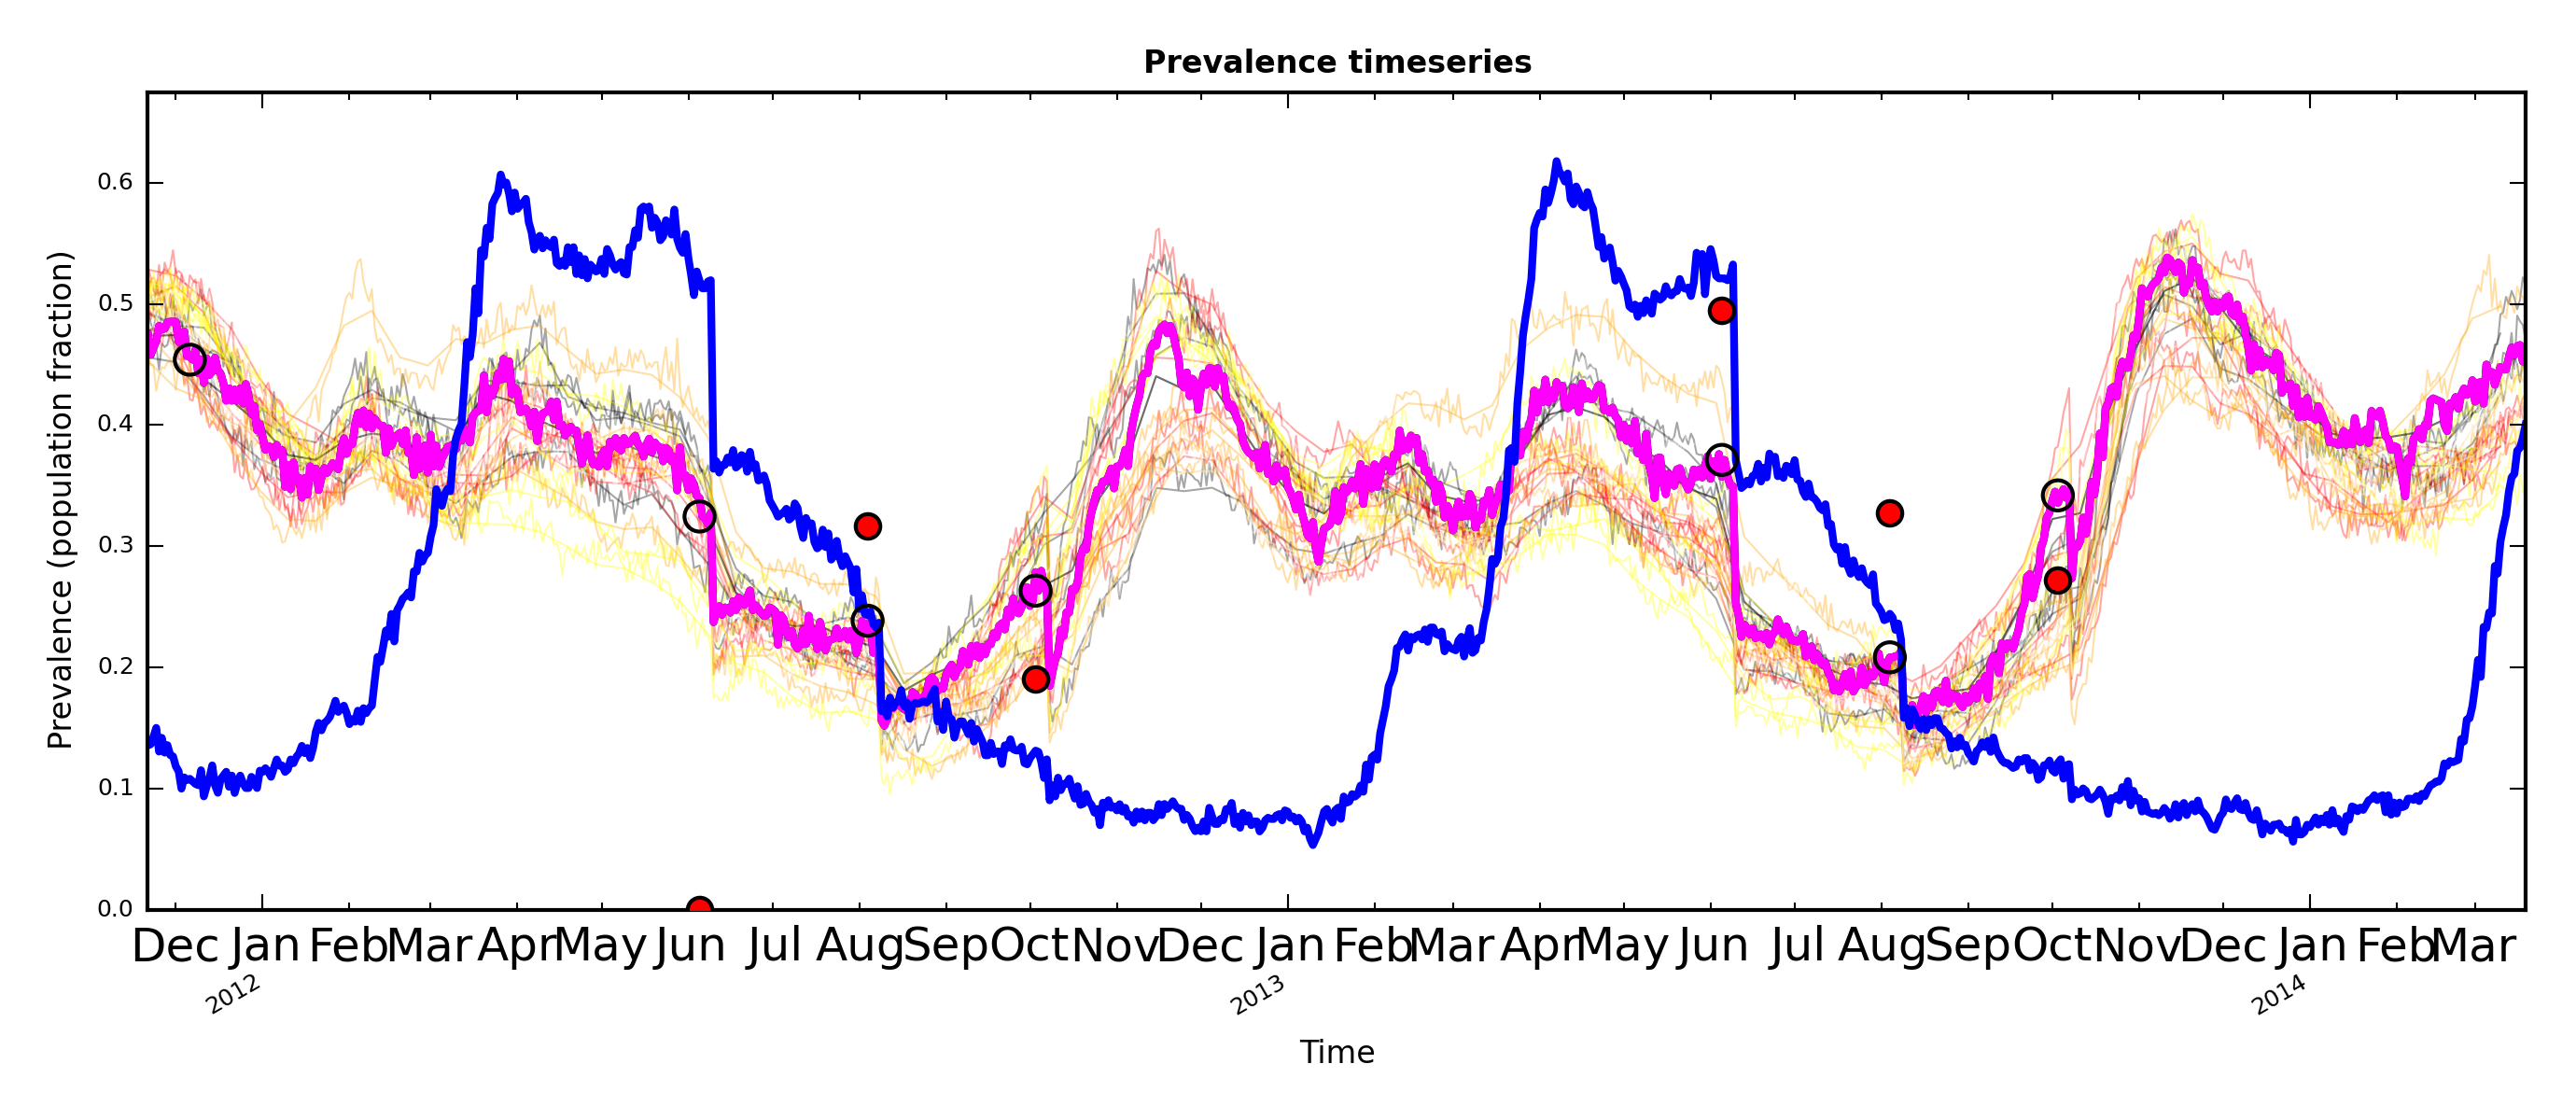 Prevalence timeseries
Prevalence (population fraction)
0.6
0.5
0.4
0.3
0.2
0.1
0.0
Dec Jan Feb Mar Apr May Jun Jul Aug Sep Oct Nov Dec Jan Feb Mar Apr May Jun Jul Aug Sep Oct Nov Dec Jan Feb Mar
2012 2013 2014
Time